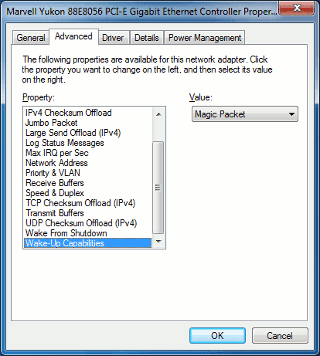 Marvell Yukon 88E8056 PCI-E Gigabit Ethernet Controller Proper...
General
Advanced
Driver
Details
Power Management
The following properties are available for this network adapter. Click
the property you want to change on the left, and then select its value
on the right.
Property:
Value:
IPv4 Checksum Offload
Jumbo Packet
Large Send Offload (IPv4)
Log Status Messages
Max IRQ per Sec
Network Address
Priority & VLAN
Receive Buffers
Speed & Duplex
TCP Checksum Offload (IPv4)
Transmit Buffers
UDP Checksum Offload (IPv4)
Wake From Shutdown
Wake-Up Capabilities
Magic Packet
OK
Cancel